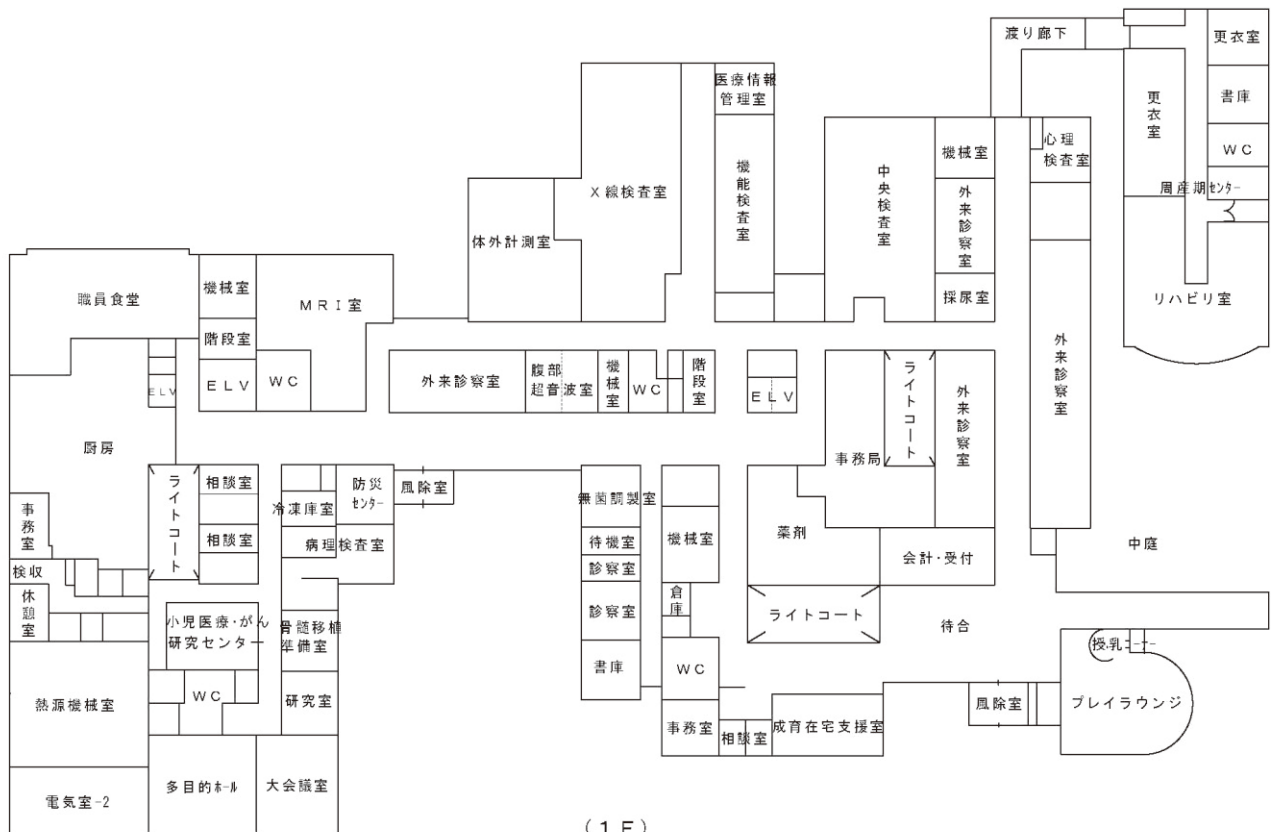 渡り廊下
更衣室
医療情報
管理室
更衣室
書庫
機械室
心理
検査室
WC
機能検査室
中央検査室
X線検査室
外来診察室
周産期センター
体外計測室
職員食堂
機械室
MRI室
採尿室
リハビリ室
階段室
外来診察室
腹部
超音波室
機械室
WC
階段室
ELV
ライトコート
外来診察室
外来診察室
ELV
ELV
WC
厨房
事務局
ライトコート
相談室
防災
センター
風除室
無菌調製室
事務室
冷凍庫室
相談室
病理検査室
待機室
機械室
薬剤
会計・受付
中庭
検収
診察室
休憩室
診察室
倉庫
ライトコート
待合
小児医療・がん
研究センター
骨髄移植
準備室
授乳コーナー
書庫
WC
熱源機械室
WC
研究室
風除室
プレイラウンジ
事務室
相談室
成育在宅支援室
電気室-2
多目的ホール
大会議室
(1F)